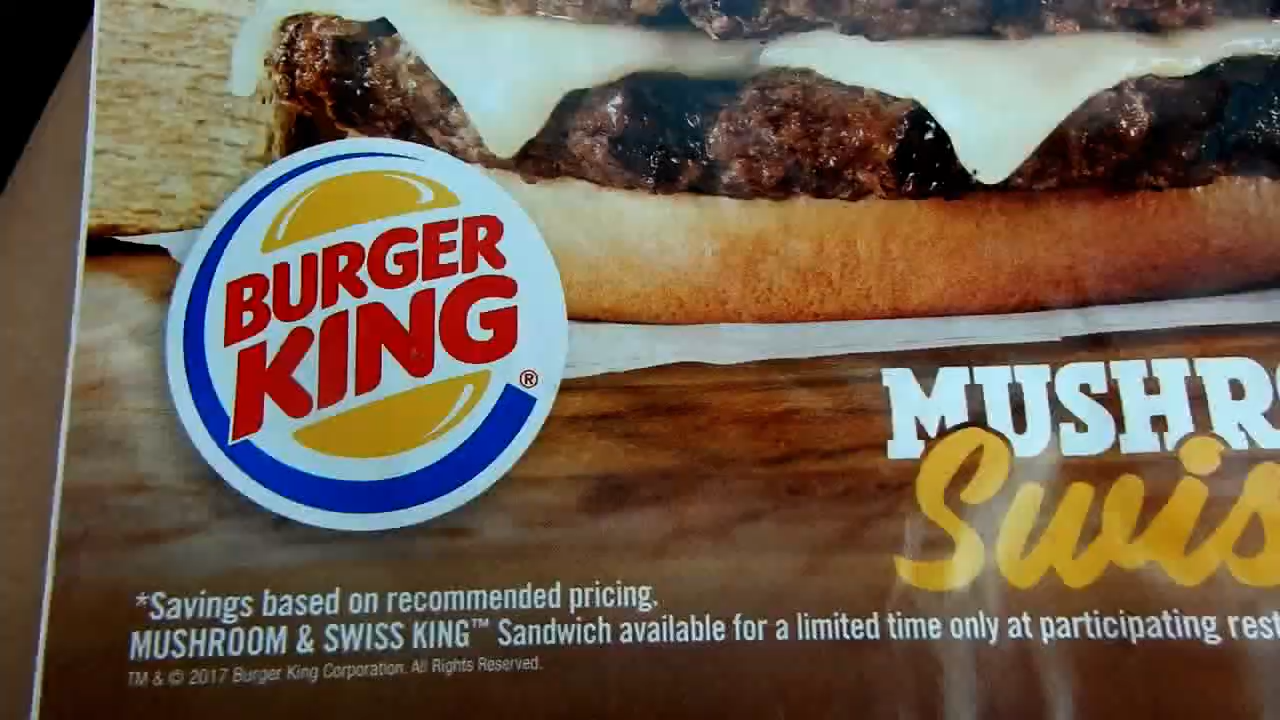 BURGER
KING®
MUSHR
Swis
*Savings based on recommended pricing.
MUSHROOM & SWISS KING™ Sandwich available for a limited time only at participating rest
TM & © 2017 Burger King Corporation. All Rights Reserved.